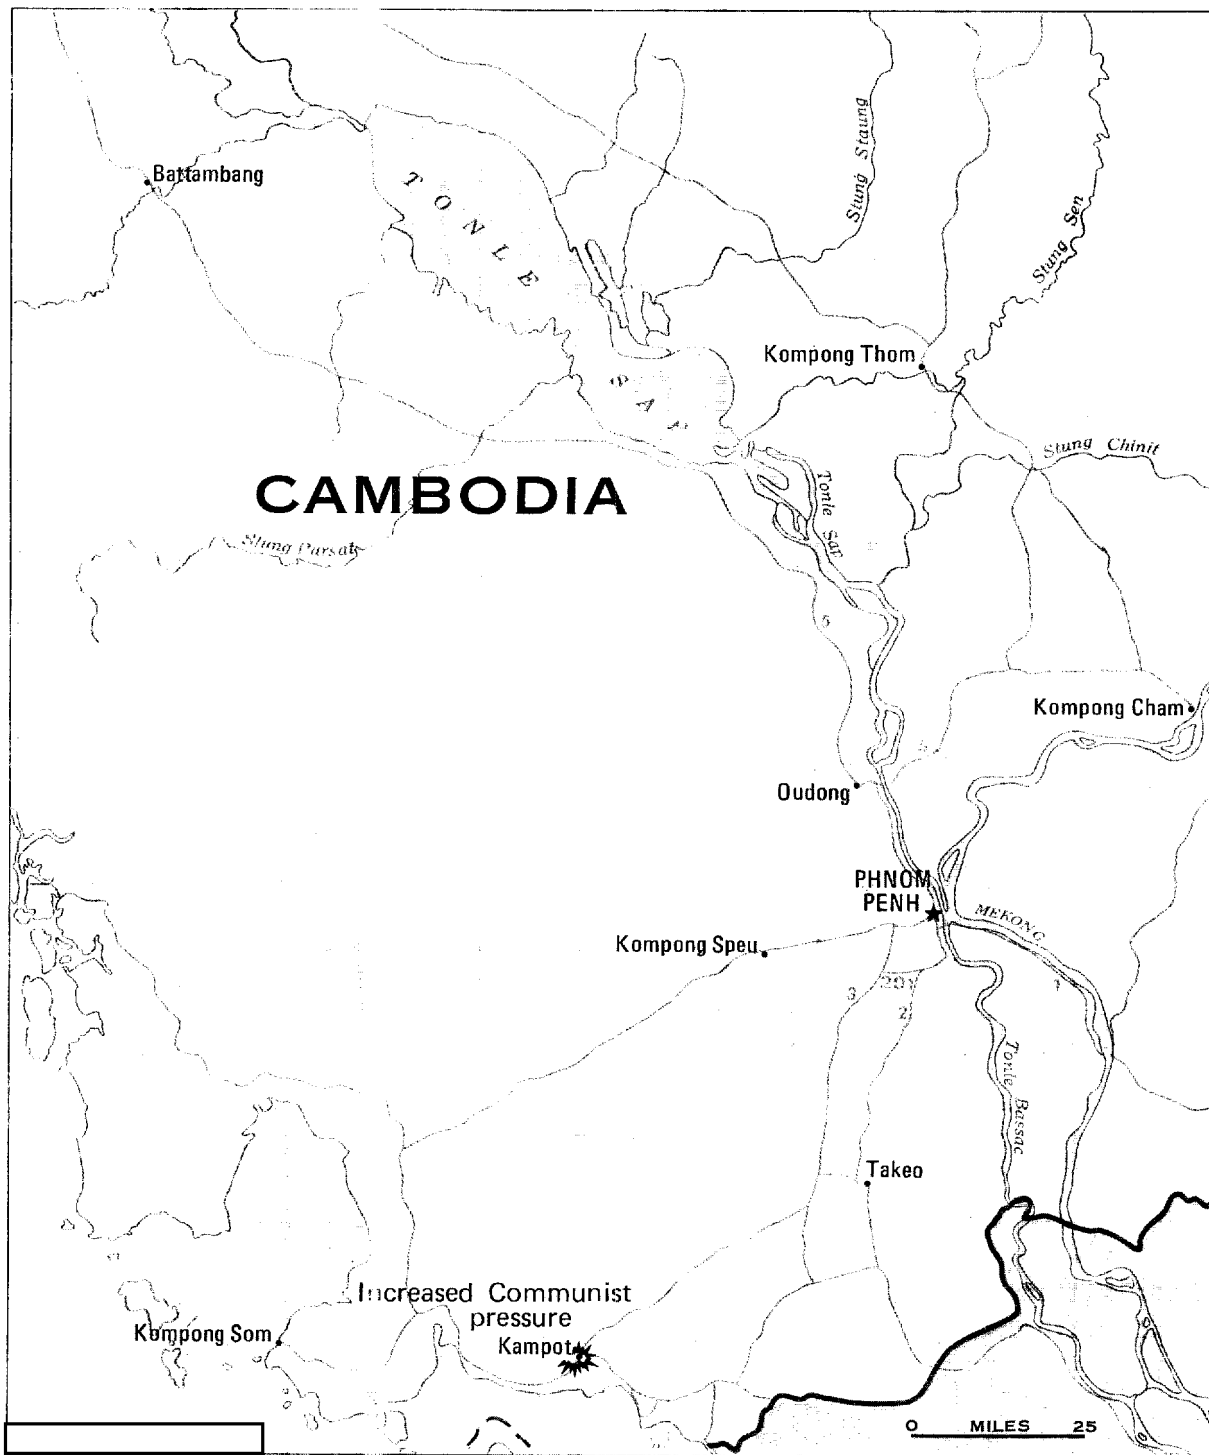 Battambang
TONLE
SAP
Stung Staung
Stung Sen
Kompong Thom
Stung Chinit
CAMBODIA
Stung Pursat
Tonle Sap
5
Kompong Cham
Oudong
PHNOM
PENH
MEKONG
Kompong Speu
3
201
2
1
Tonle Bassac
Takeo
Increased Communist
pressure
Kampot
Kompong Som
0 MILES 25